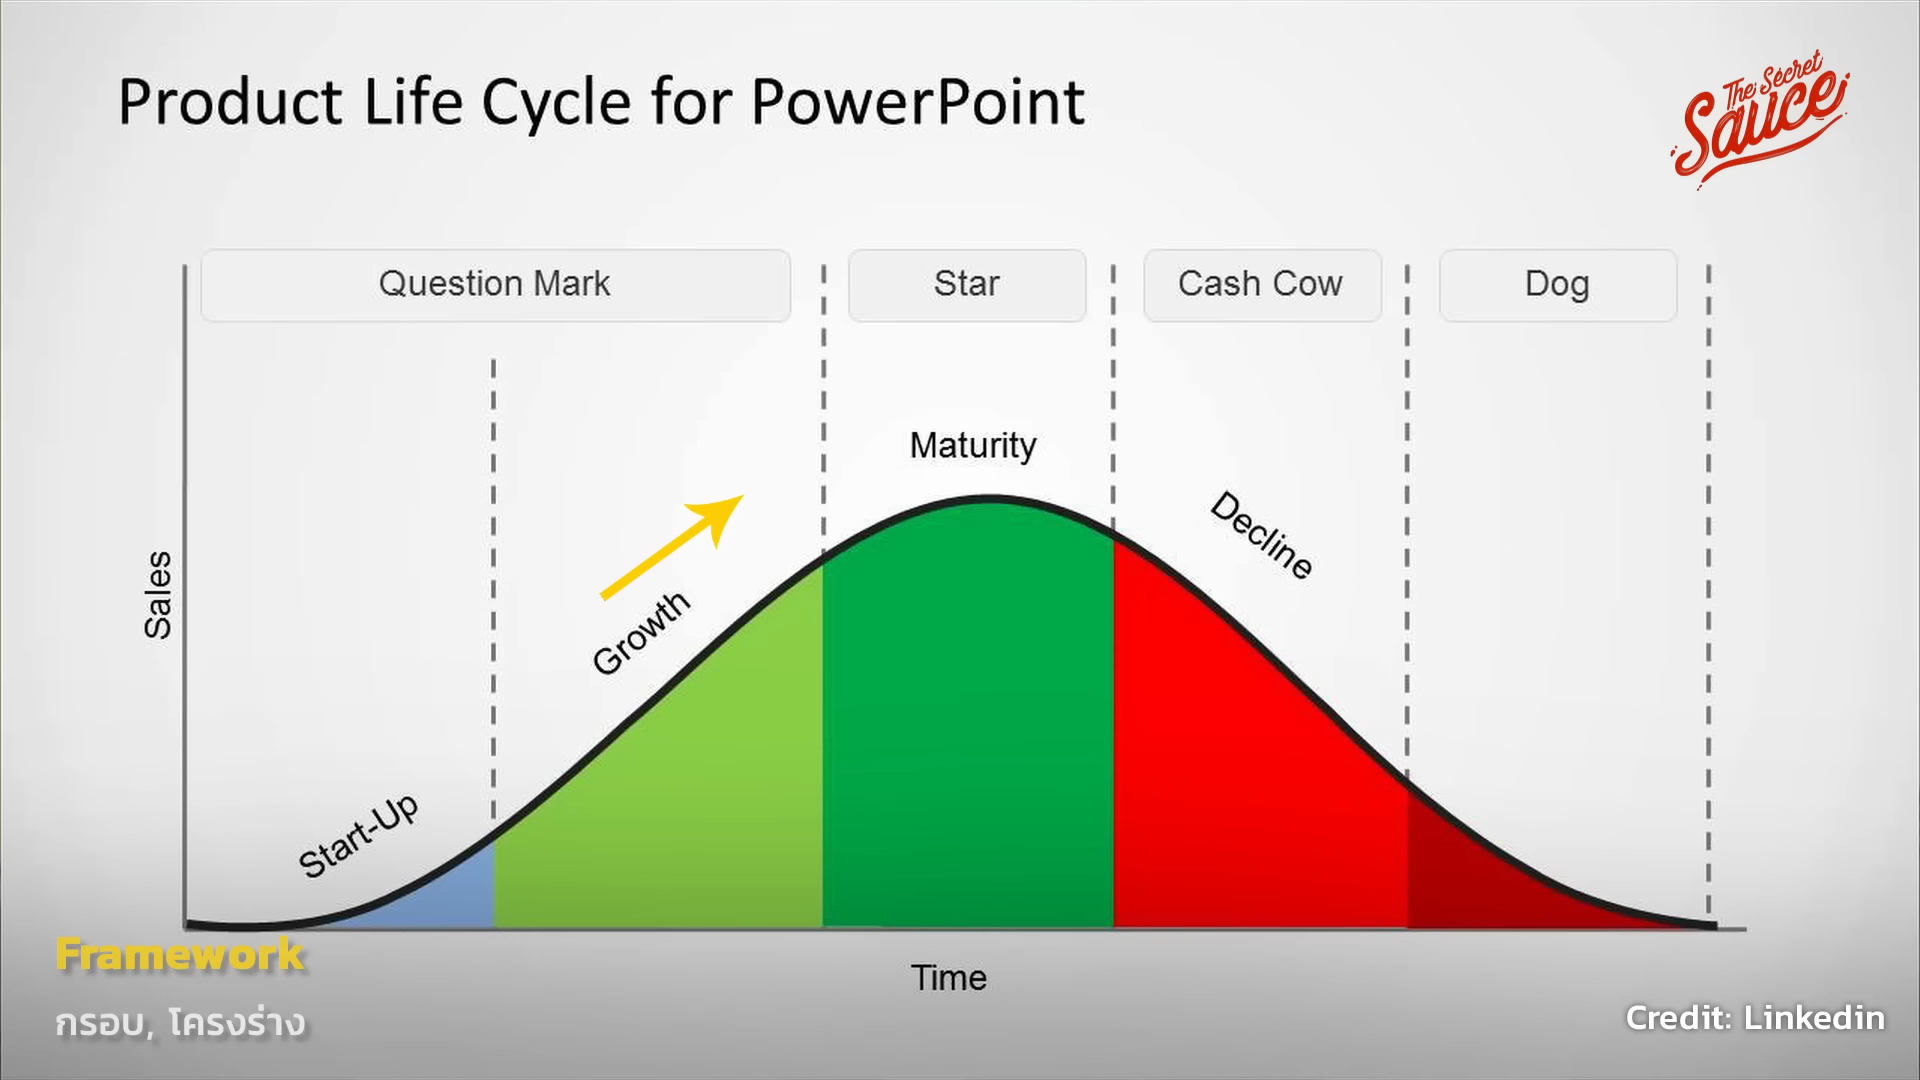 Product Life Cycle for PowerPoint
The Secret
Sauce
Question Mark
Star
Cash Cow
Dog
Maturity
Decline
Growth
Start-Up
Sales
Time
Framework
กรอบ, โครงร่าง
Credit: Linkedin